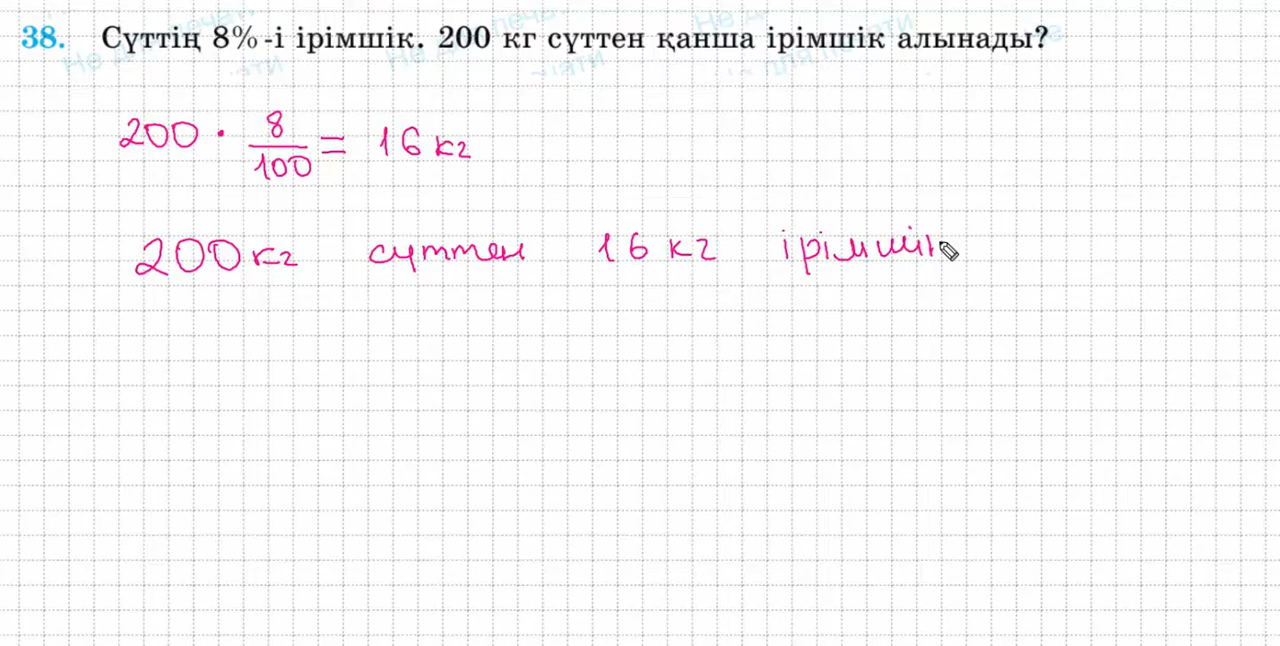 38. Сүттің 8%-і ірімшік. 200 кг сүттен қанша ірімшік алынады?
200 · 8/100 = 16 кг
200 кг сүттен 16 кг ірімшік